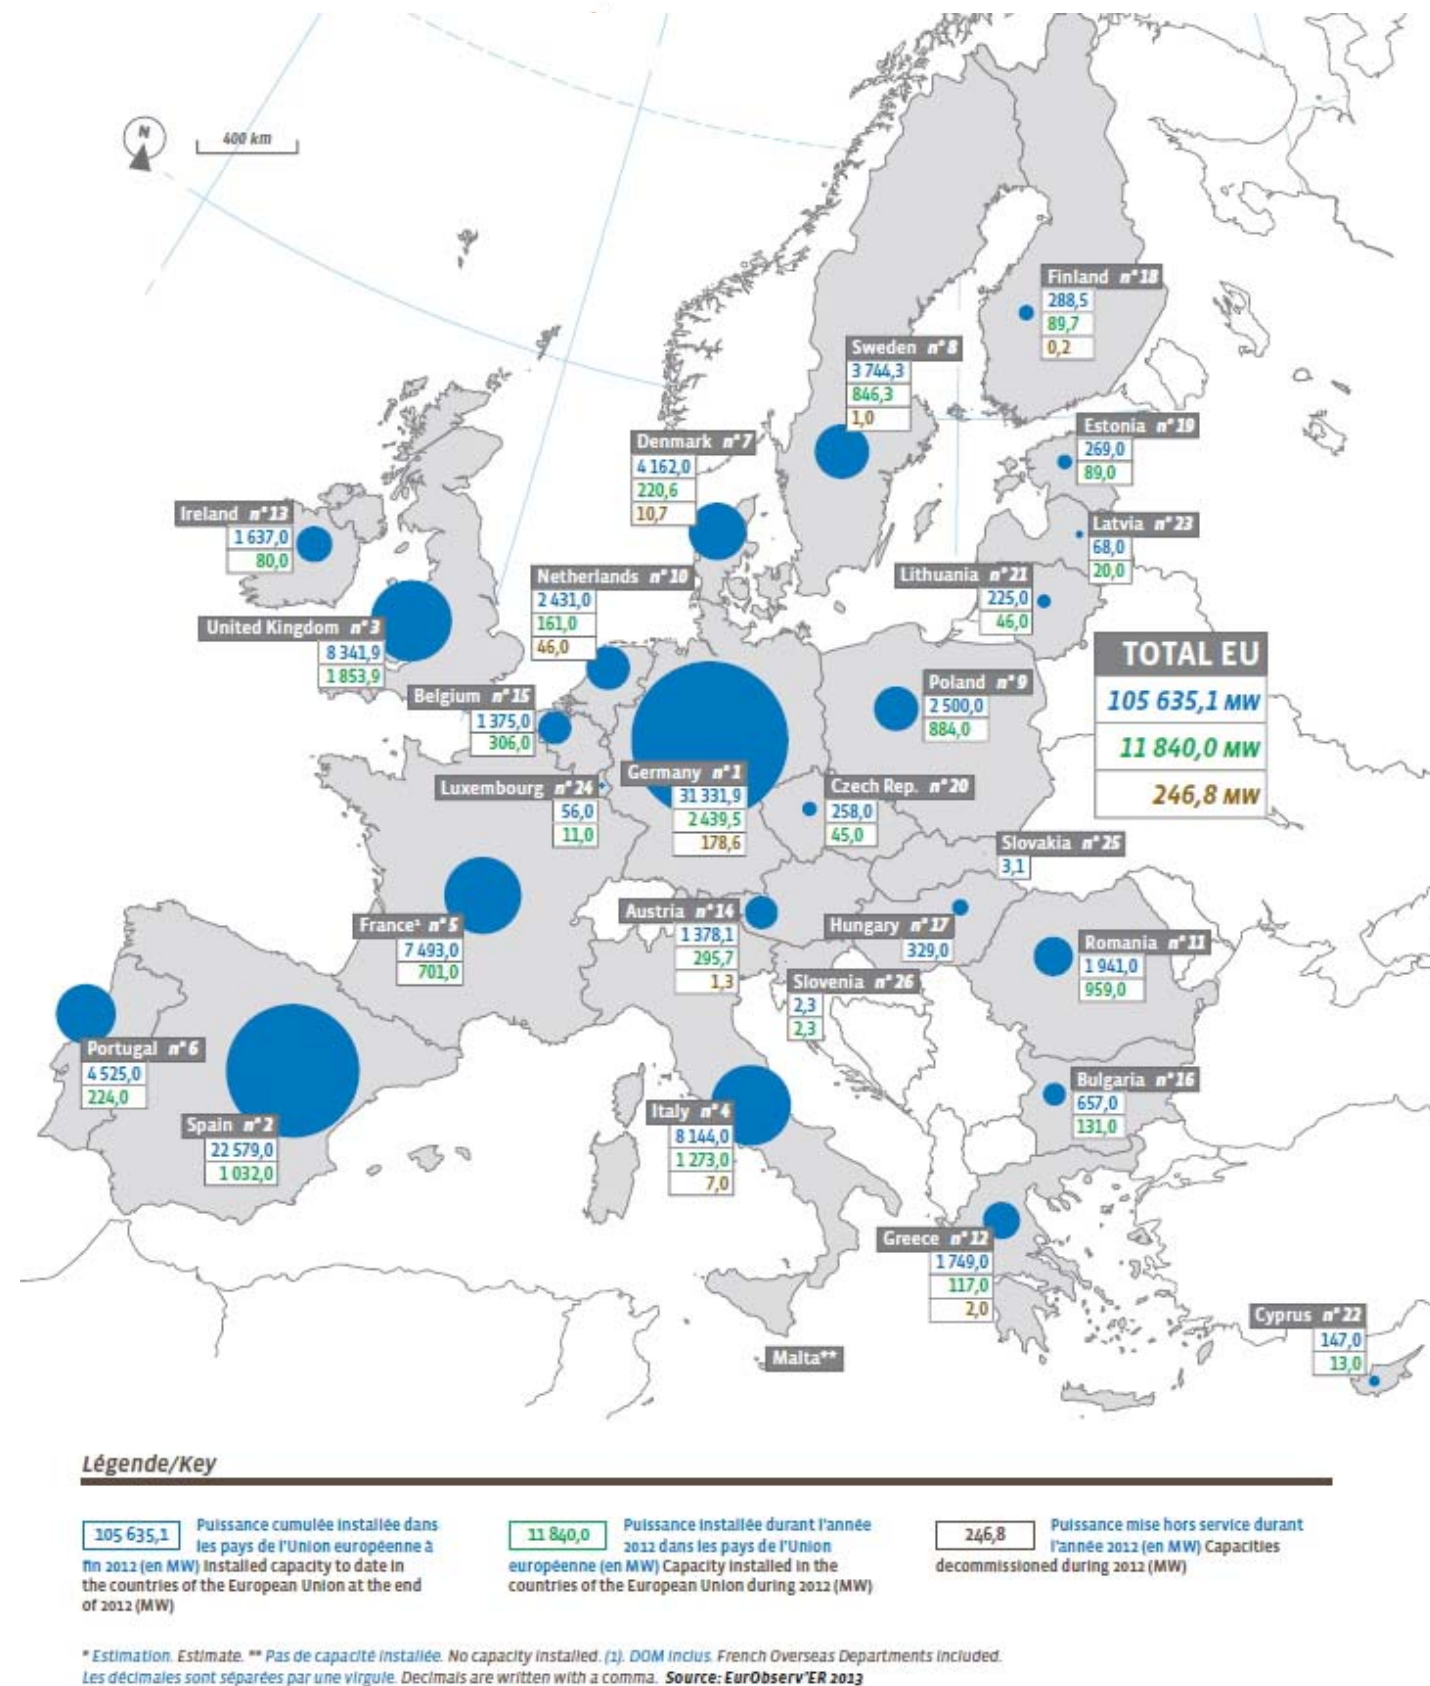 N
400 km
Finland n°18
288,5
89,7
0,2
Sweden n°8
3 744,3
846,3
1,0
Estonia n°19
269,0
89,0
Denmark n°7
4 162,0
220,6
10,7
Ireland n°13
1 637,0
80,0
Latvia n°23
68,0
20,0
Netherlands n°10
2 431,0
161,0
46,0
Lithuania n°21
225,0
46,0
United Kingdom n°3
8 341,9
1 853,9
TOTAL EU
105 635,1 MW
11 840,0 MW
246,8 MW
Belgium n°15
1 375,0
306,0
Poland n°9
2 500,0
884,0
Germany n°1
31 331,9
2 439,5
178,6
Luxembourg n°24
56,0
11,0
Czech Rep. n°20
258,0
45,0
Slovakia n°25
3,1
France¹ n°5
7 493,0
701,0
Austria n°14
1 378,1
295,7
1,3
Hungary n°17
329,0
Romania n°11
1 941,0
959,0
Slovenia n°26
2,3
2,3
Portugal n°6
4 525,0
224,0
Bulgaria n°16
657,0
131,0
Spain n°2
22 579,0
1 032,0
Italy n°4
8 144,0
1 273,0
7,0
Greece n°12
1 749,0
117,0
2,0
Cyprus n°22
147,0
13,0
Malta**
Légende/Key
105 635,1 Puissance cumulée installée dans
les pays de l'Union européenne à
fin 2012 (en MW) Installed capacity to date in
the countries of the European Union at the end
of 2012 (MW)
11 840,0 Puissance installée durant l'année
2012 dans les pays de l'Union
européenne (en MW) Capacity installed in the
countries of the European Union during 2012 (MW)
246,8 Puissance mise hors service durant
l'année 2012 (en MW) Capacities
decommissioned during 2012 (MW)
* Estimation. Estimate. ** Pas de capacité installée. No capacity installed. (1). DOM inclus. French Overseas Departments included.
Les décimales sont séparées par une virgule. Decimals are written with a comma. Source: EurObserv'ER 2013